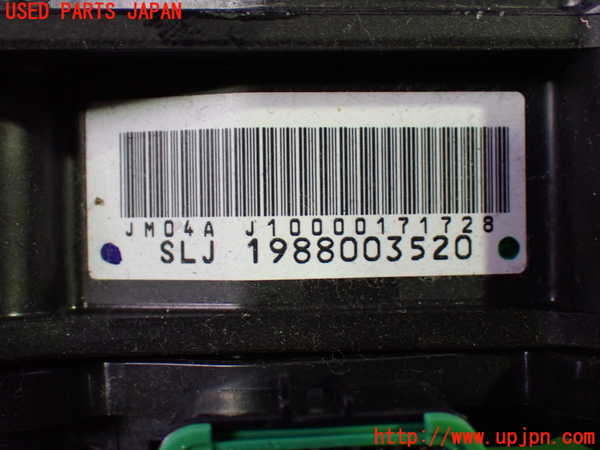 USED PARTS JAPAN
JM04A J10000171728
SLJ 1988003520
http://www.upjpn.com/